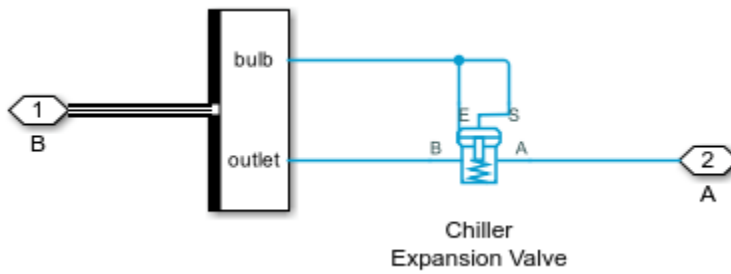 bulb
1
B
E S
B A
outlet
2
A
Chiller
Expansion Valve